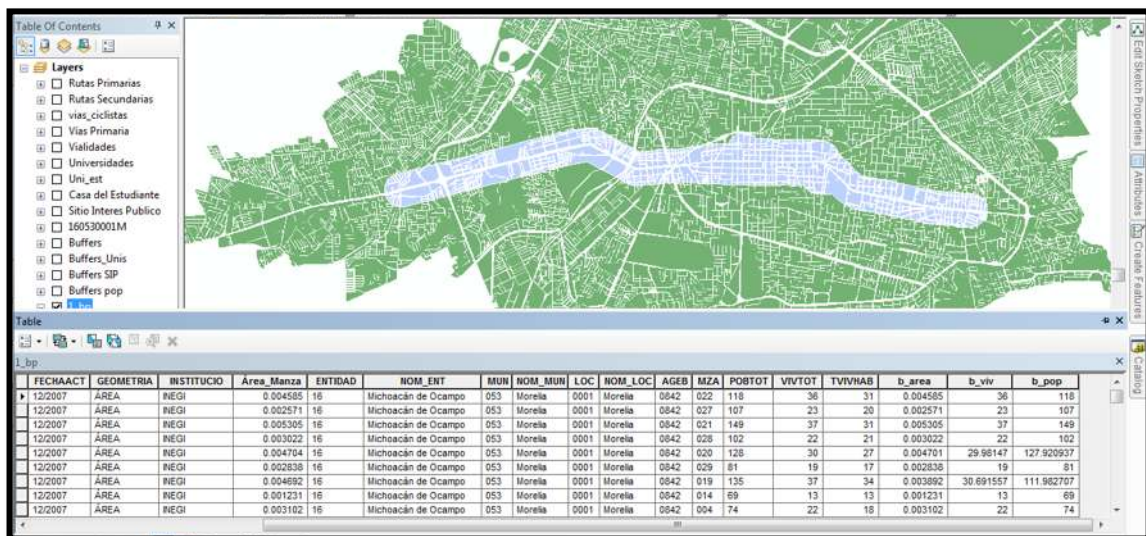 Table Of Contents
Layers
Rutas Primarias
Rutas Secundarias
vias_ciclistas
Vias Primaria
Vialidades
Universidades
Uni_est
Casa del Estudiante
Sitio Interes Publico
160530001M
Buffers
Buffers_Unis
Buffers SIP
Buffers pop
1_bp
Edit Sketch Properties
Attributes
Create Features
Catalog
Table
1_bp
FECHAACT GEOMETRIA INSTITUCIO Área_Manza ENTIDAD NOM_ENT MUN NOM_MUN LOC NOM_LOC AGEB MZA POBTOT VIVTOT TVIVHAB b_area b_viv b_pop
12/2007 ÁREA INEGI 0.004585 16 Michoacán de Ocampo 053 Morelia 0001 Morelia 0842 022 118 36 31 0.004585 36 118
12/2007 ÁREA INEGI 0.002571 16 Michoacán de Ocampo 053 Morelia 0001 Morelia 0842 027 107 23 20 0.002571 23 107
12/2007 ÁREA INEGI 0.005305 16 Michoacán de Ocampo 053 Morelia 0001 Morelia 0842 021 149 37 31 0.005305 37 149
12/2007 ÁREA INEGI 0.003022 16 Michoacán de Ocampo 053 Morelia 0001 Morelia 0842 028 102 22 21 0.003022 22 102
12/2007 ÁREA INEGI 0.004704 16 Michoacán de Ocampo 053 Morelia 0001 Morelia 0842 020 128 30 27 0.004701 29.98147 127.920937
12/2007 ÁREA INEGI 0.002838 16 Michoacán de Ocampo 053 Morelia 0001 Morelia 0842 029 81 19 17 0.002838 19 81
12/2007 ÁREA INEGI 0.004692 16 Michoacán de Ocampo 053 Morelia 0001 Morelia 0842 019 135 37 34 0.003892 30.691557 111.982707
12/2007 ÁREA INEGI 0.001231 16 Michoacán de Ocampo 053 Morelia 0001 Morelia 0842 014 69 13 13 0.001231 13 69
12/2007 ÁREA INEGI 0.003102 16 Michoacán de Ocampo 053 Morelia 0001 Morelia 0842 004 74 22 18 0.003102 22 74